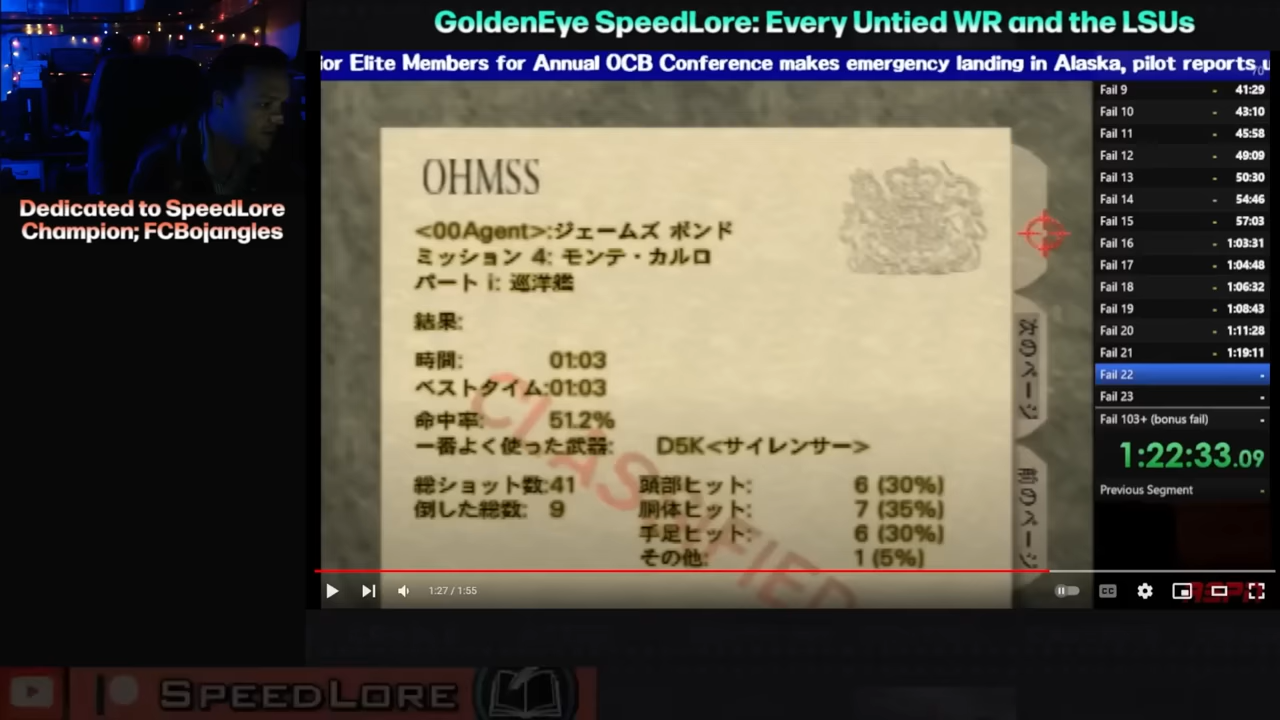 GoldenEye SpeedLore: Every Untied WR and the LSUs
ior Elite Members for Annual OCB Conference makes emergency landing in Alaska, pilot reports u
Dedicated to SpeedLore
Champion; FCBojangles
OHMSS
<00Agent>:ジェームズ ボンド
ミッション 4: モンテ・カルロ
パート i: 巡洋艦
結果:
時間: 01:03
ベストタイム:01:03
命中率: 51.2%
一番よく使った武器: D5K<サイレンサー>
総ショット数:41 頭部ヒット: 6 (30%)
倒した総数: 9 胴体ヒット: 7 (35%)
手足ヒット: 6 (30%)
その他: 1 (5%)
CLASSIFIED
次のページ
前のページ
Fail 9 - 41:29
Fail 10 - 43:10
Fail 11 - 45:58
Fail 12 - 49:09
Fail 13 - 50:30
Fail 14 - 54:46
Fail 15 - 57:03
Fail 16 - 1:03:31
Fail 17 - 1:04:48
Fail 18 - 1:06:32
Fail 19 - 1:08:43
Fail 20 - 1:11:28
Fail 21 - 1:19:11
Fail 22 -
Fail 23 -
Fail 103+ (bonus fail) -
1:22:33.09
Previous Segment -
1:27 / 1:55
CC
SPEEDLORE